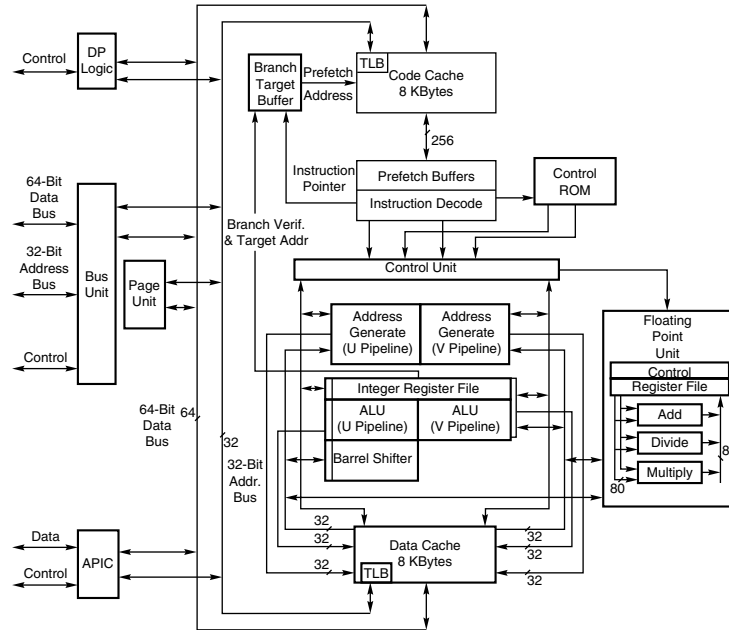 Control
DP
Logic
TLB
Code Cache
8 KBytes
Branch
Target
Buffer
Prefetch
Address
256
Instruction
Pointer
Prefetch Buffers
Instruction Decode
Control
ROM
64-Bit
Data
Bus
32-Bit
Address
Bus
Control
Bus
Unit
Page
Unit
Branch Verif.
& Target Addr
Control Unit
Address
Generate
(U Pipeline)
Address
Generate
(V Pipeline)
Integer Register File
ALU
(U Pipeline)
ALU
(V Pipeline)
Barrel Shifter
Floating
Point
Unit
Control
Register File
Add
Divide
Multiply
80
8
64-Bit
Data
Bus
64
32
32-Bit
Addr.
Bus
32
32
32
32
32
32
Data Cache
8 KBytes
TLB
Data
Control
APIC